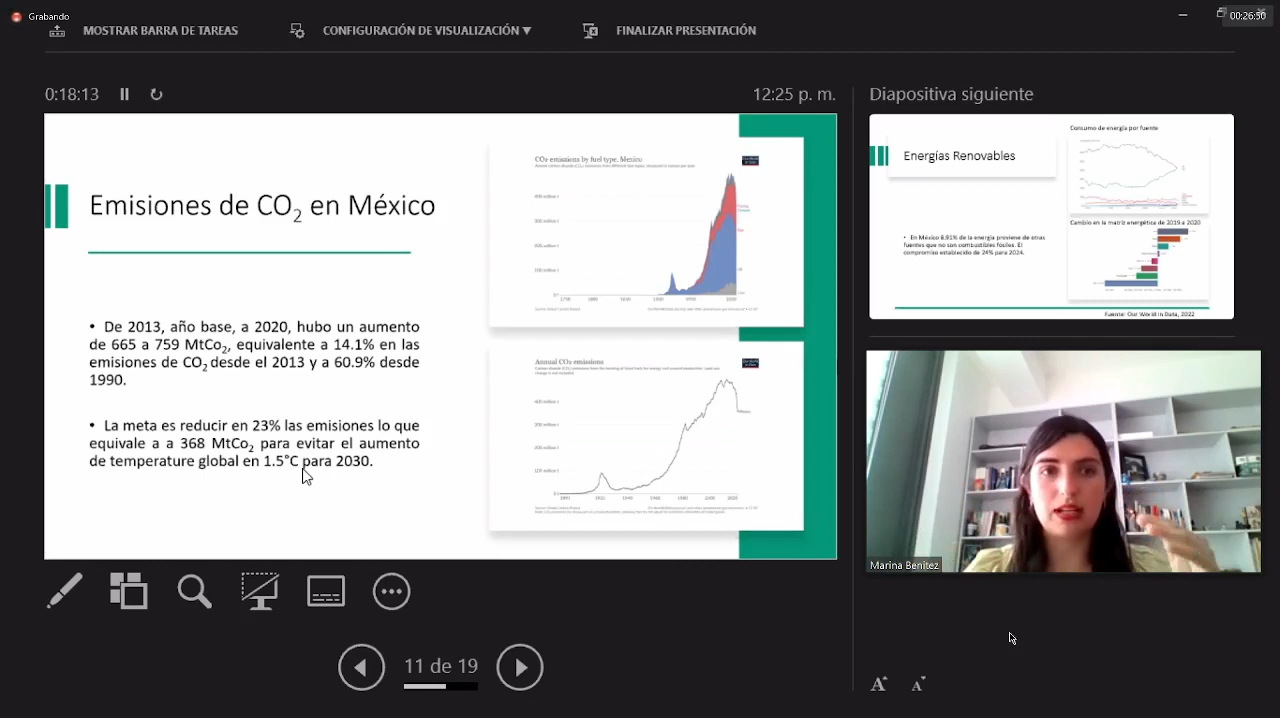 Grabando
00:26:50
MOSTRAR BARRA DE TAREAS
CONFIGURACIÓN DE VISUALIZACIÓN ▼
FINALIZAR PRESENTACIÓN
0:18:13
12:25 p. m.
Emisiones de CO2 en México
• De 2013, año base, a 2020, hubo un aumento
de 665 a 759 MtCo2, equivalente a 14.1% en las
emisiones de CO2 desde el 2013 y a 60.9% desde
1990.
• La meta es reducir en 23% las emisiones lo que
equivale a a 368 MtCo2 para evitar el aumento
de temperature global en 1.5°C para 2030.
CO₂ emissions by fuel type, Mexico
Annual CO₂ emissions
Diapositiva siguiente
Energías Renovables
• En México 8.91% de la energía proviene de otras
fuentes que no son combustibles fósiles. El
compromiso establecido de 24% para 2024.
Consumo de energía por fuente
Cambio en la matriz energética de 2019 a 2020
Fuente: Our World in Data, 2022
Marina Benítez
11 de 19
A A